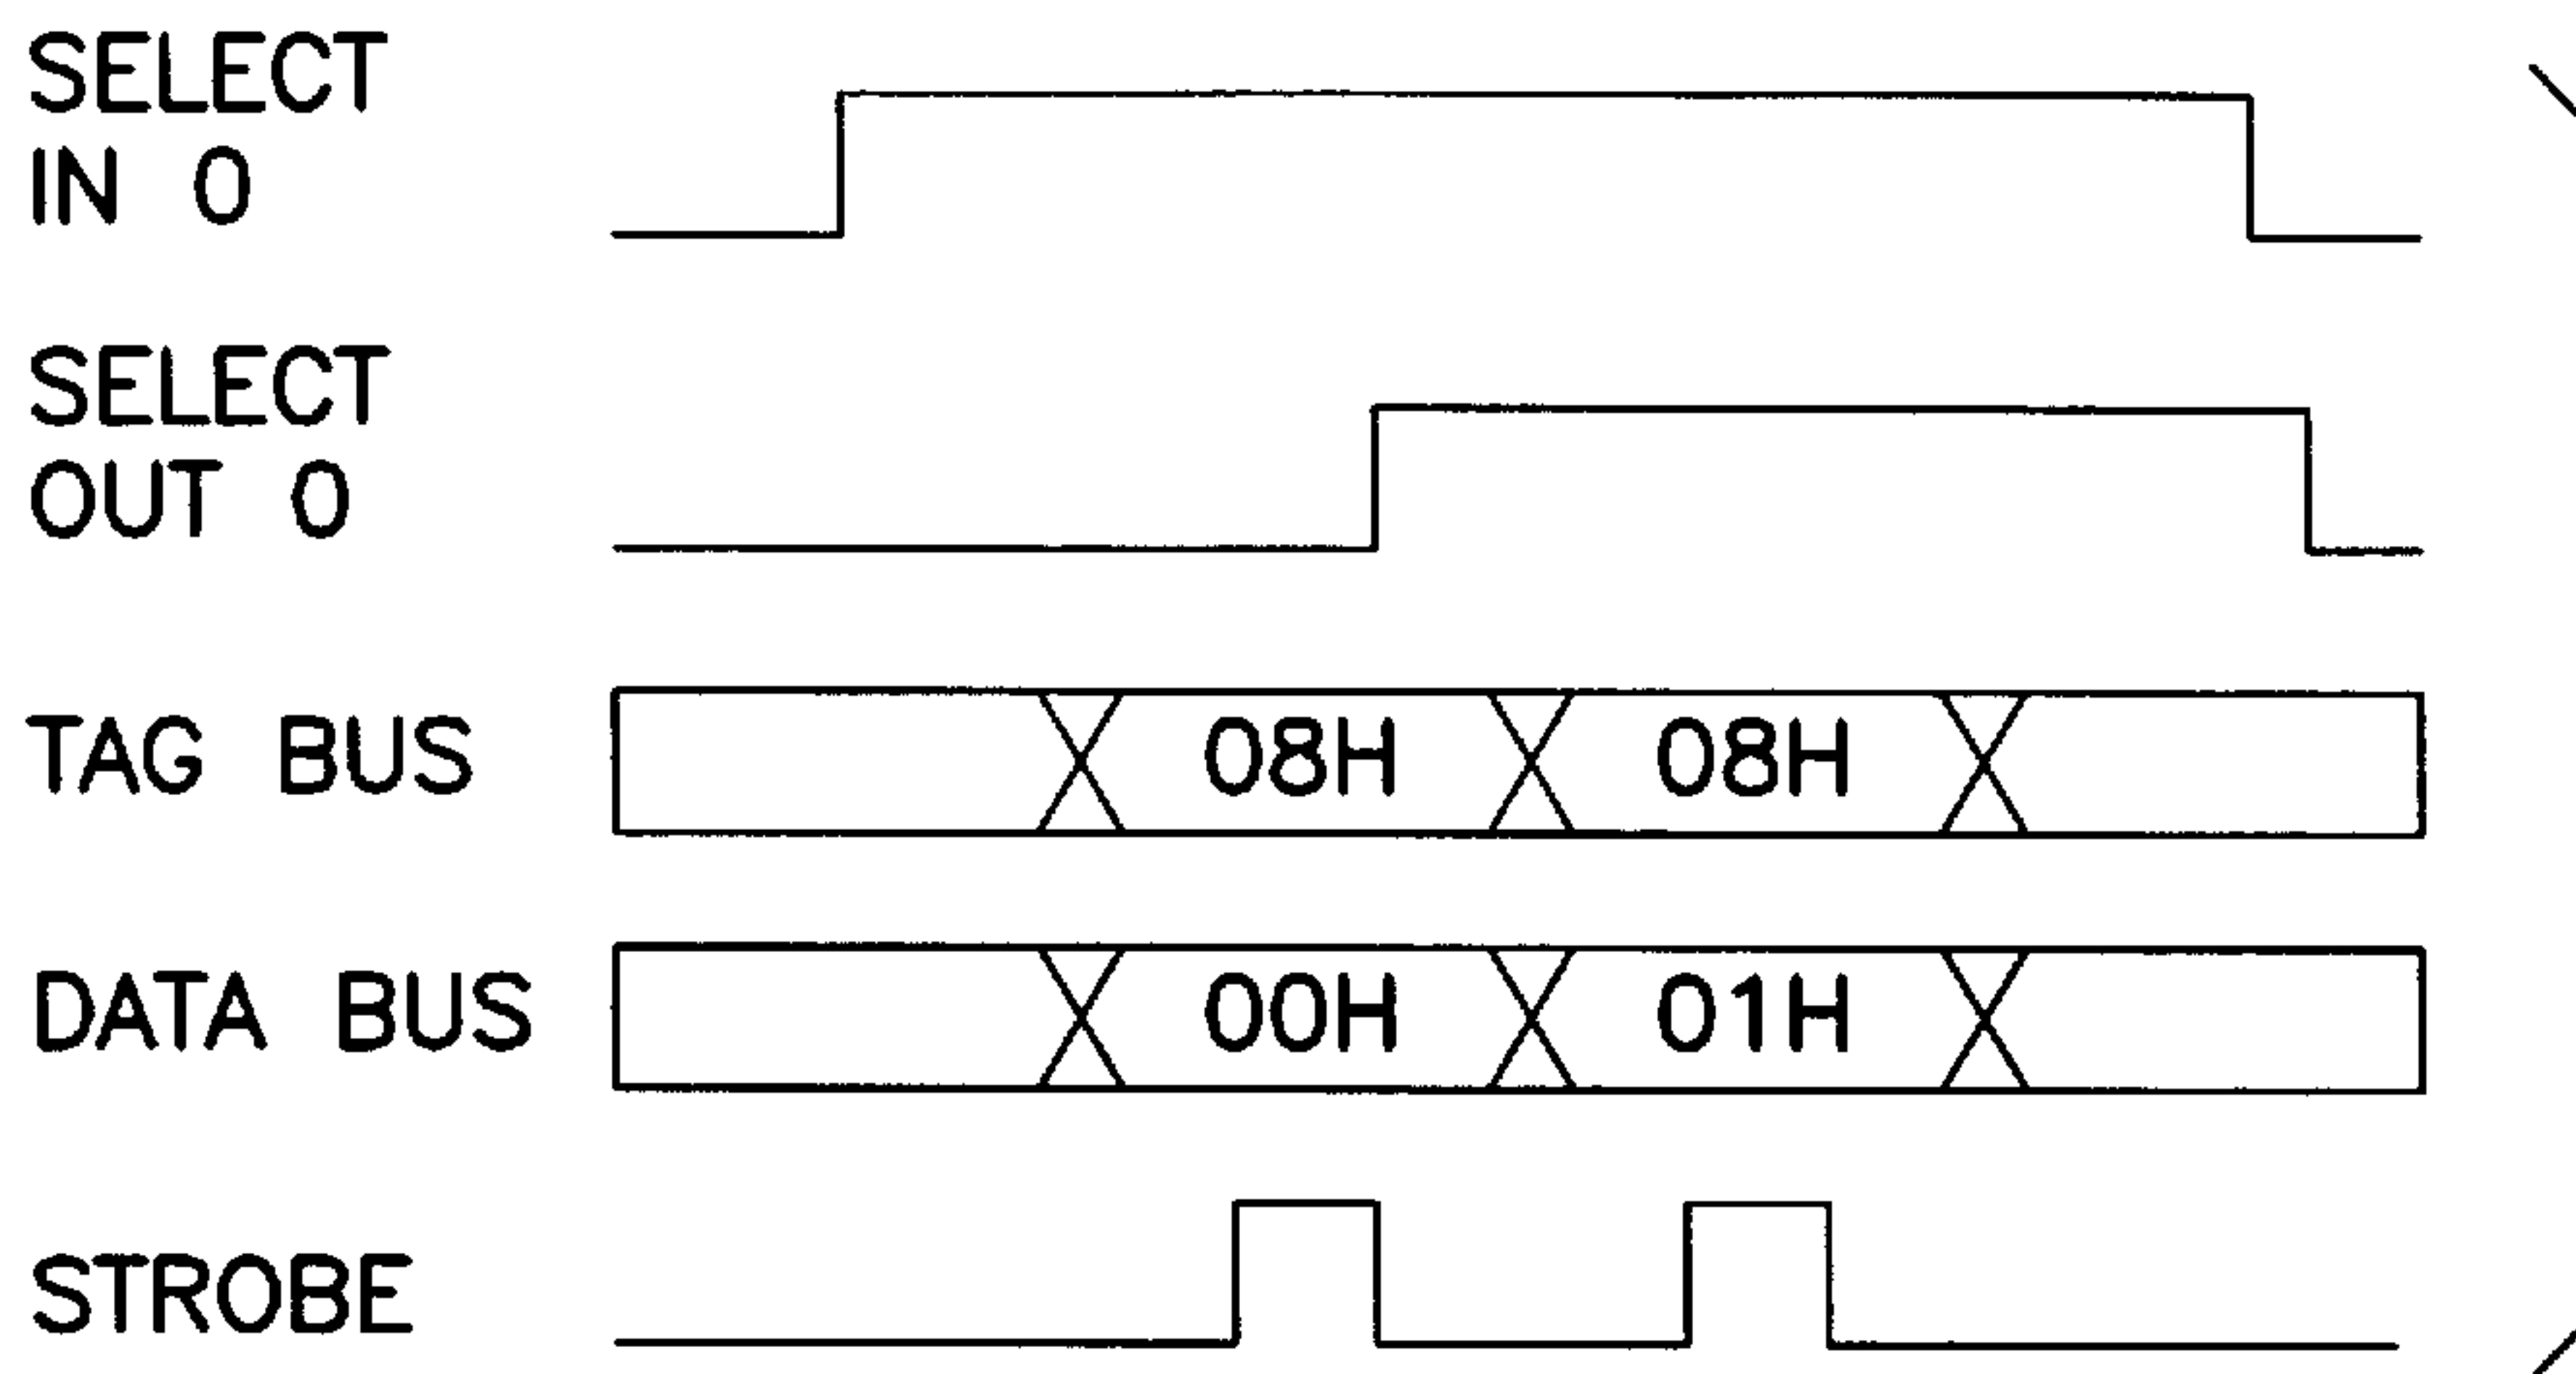 SELECT
IN 0
SELECT
OUT 0
TAG BUS 08H 08H
DATA BUS 00H 01H
STROBE